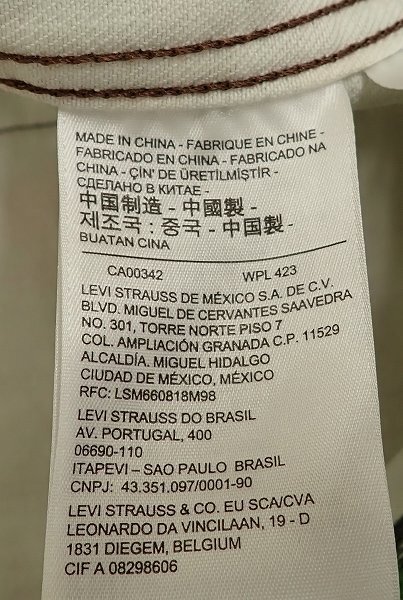 MADE IN CHINA - FABRIQUE EN CHINE -
FABRICADO EN CHINA - FABRICADO NA
CHINA - ÇİN' DE ÜRETİLMİŞTİR -
СДЕЛАНО В КИТАЕ -
中国制造 - 中國製 -
제조국 : 중국 - 中国製 -
BUATAN CINA
CA00342 WPL 423
LEVI STRAUSS DE MÉXICO S.A. DE C.V.
BLVD. MIGUEL DE CERVANTES SAAVEDRA
NO. 301, TORRE NORTE PISO 7
COL. AMPLIACIÓN GRANADA C.P. 11529
ALCALDÍA. MIGUEL HIDALGO
CIUDAD DE MÉXICO, MÉXICO
RFC: LSM660818M98
LEVI STRAUSS DO BRASIL
AV. PORTUGAL, 400
06690-110
ITAPEVI – SAO PAULO BRASIL
CNPJ: 43.351.097/0001-90
LEVI STRAUSS & CO. EU SCA/CVA
LEONARDO DA VINCILAAN, 19 - D
1831 DIEGEM, BELGIUM
CIF A 08298606